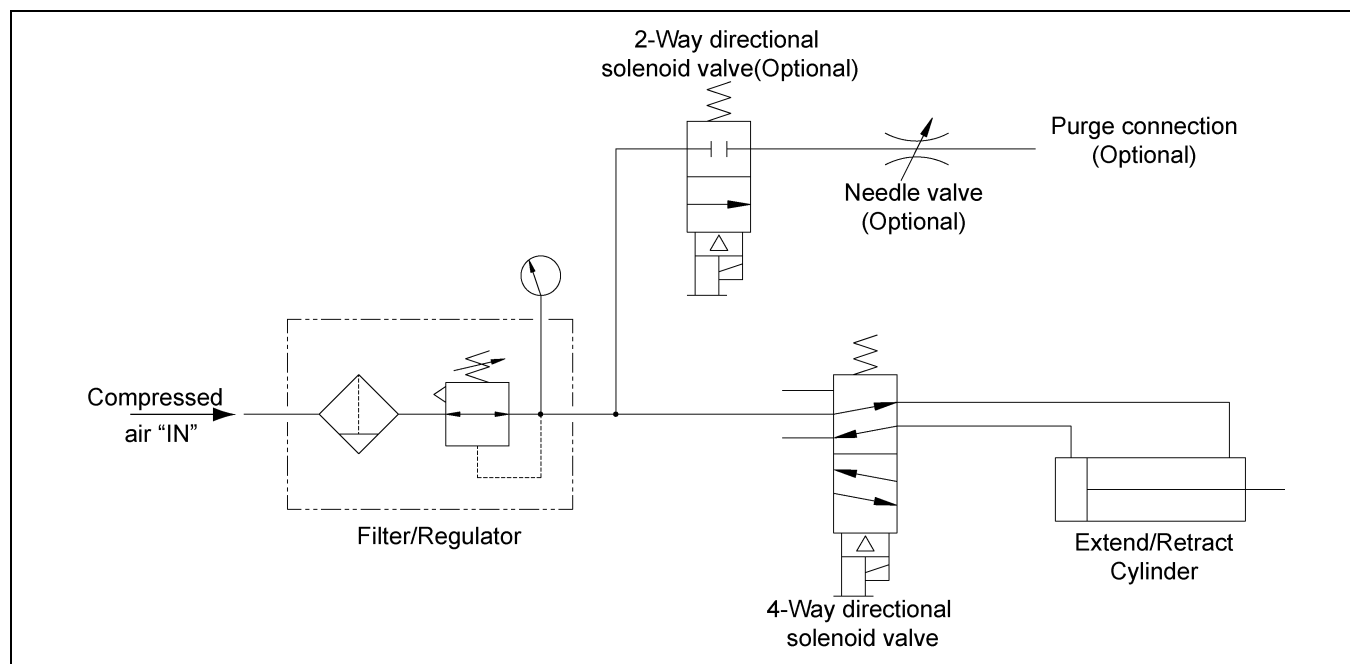 2-Way directional
solenoid valve(Optional)
Purge connection
(Optional)
Needle valve
(Optional)
Compressed
air “IN”
Filter/Regulator
Extend/Retract
Cylinder
4-Way directional
solenoid valve